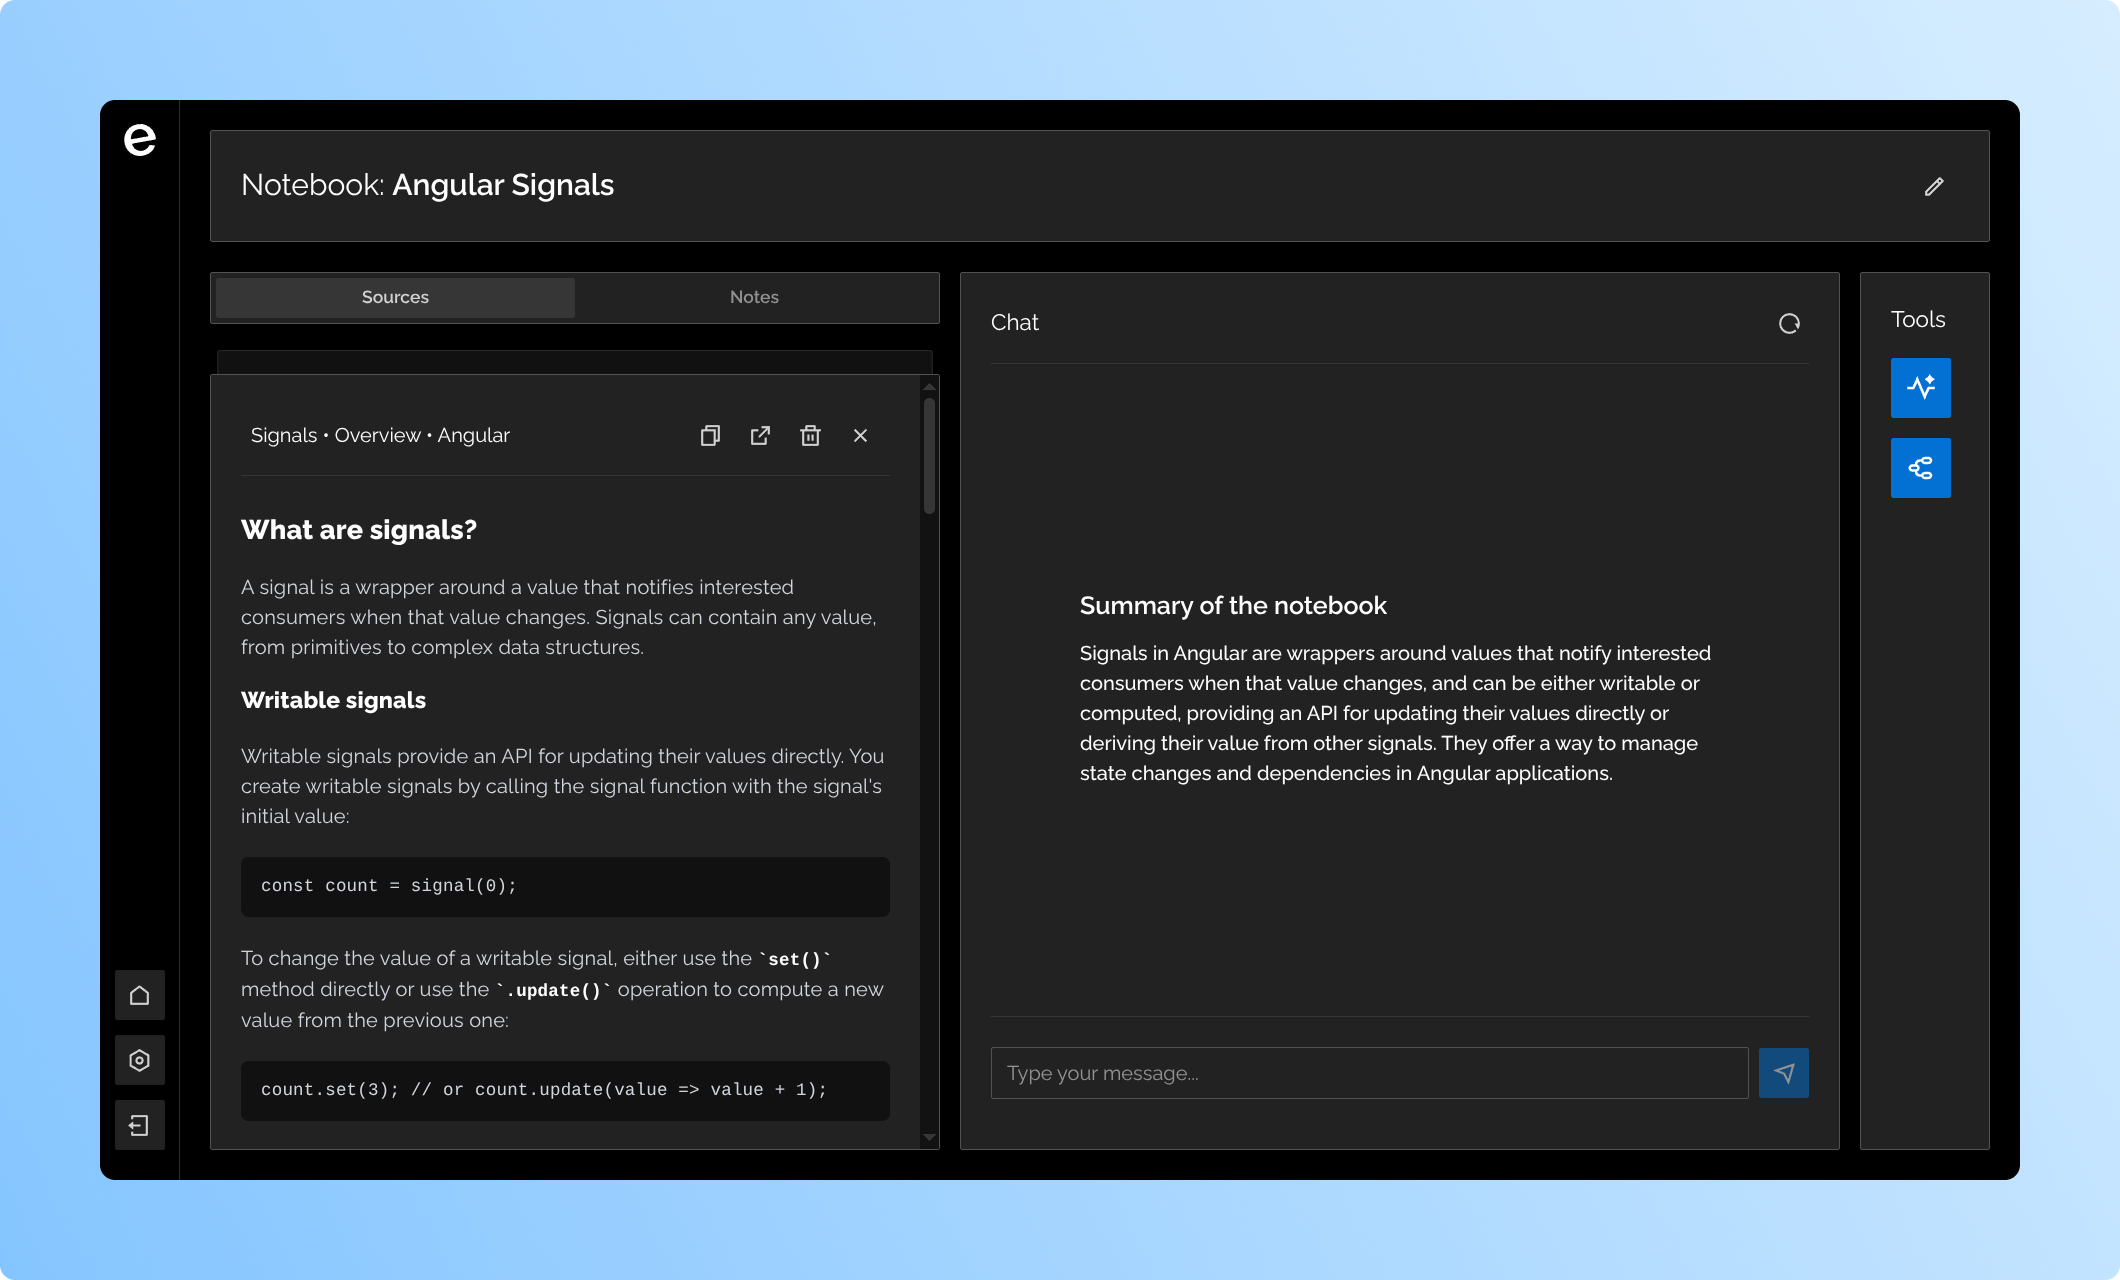 e
Notebook: Angular Signals
Sources
Notes
Signals • Overview • Angular
What are signals?
A signal is a wrapper around a value that notifies interested
consumers when that value changes. Signals can contain any value,
from primitives to complex data structures.
Writable signals
Writable signals provide an API for updating their values directly. You
create writable signals by calling the signal function with the signal's
initial value:
const count = signal(0);
To change the value of a writable signal, either use the `set()`
method directly or use the `.update()` operation to compute a new
value from the previous one:
count.set(3); // or count.update(value => value + 1);
Chat
Summary of the notebook
Signals in Angular are wrappers around values that notify interested
consumers when that value changes, and can be either writable or
computed, providing an API for updating their values directly or
deriving their value from other signals. They offer a way to manage
state changes and dependencies in Angular applications.
Type your message...
Tools